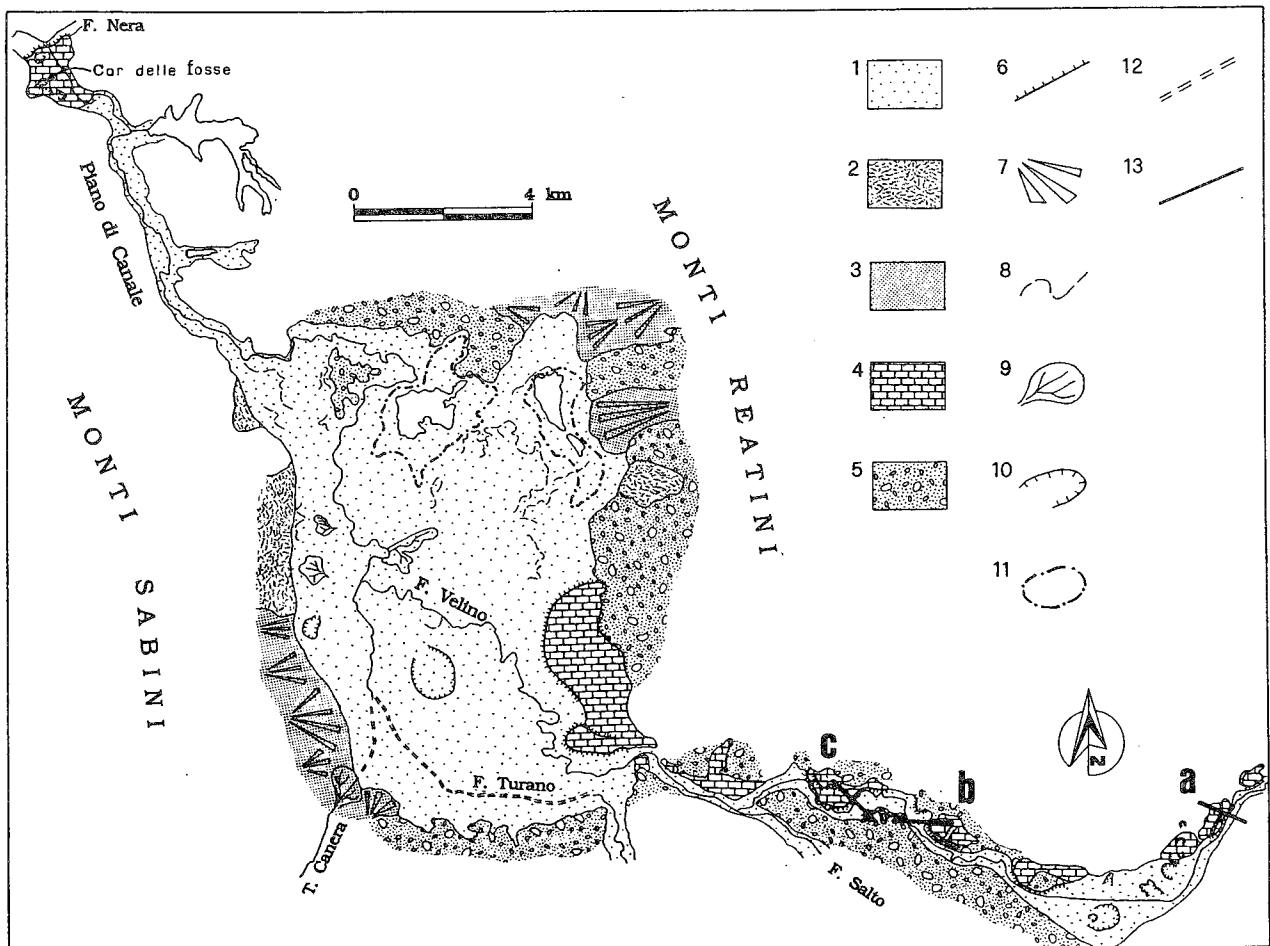 F. Nera
Cor delle fosse
Piano di Canale
0 4 km
MONTI REATINI
MONTI SABINI
F. Velino
F. Turano
T. Canera
F. Salto
1
2
3
4
5
6
7
8
9
10
11
12
13
N
c
b
a